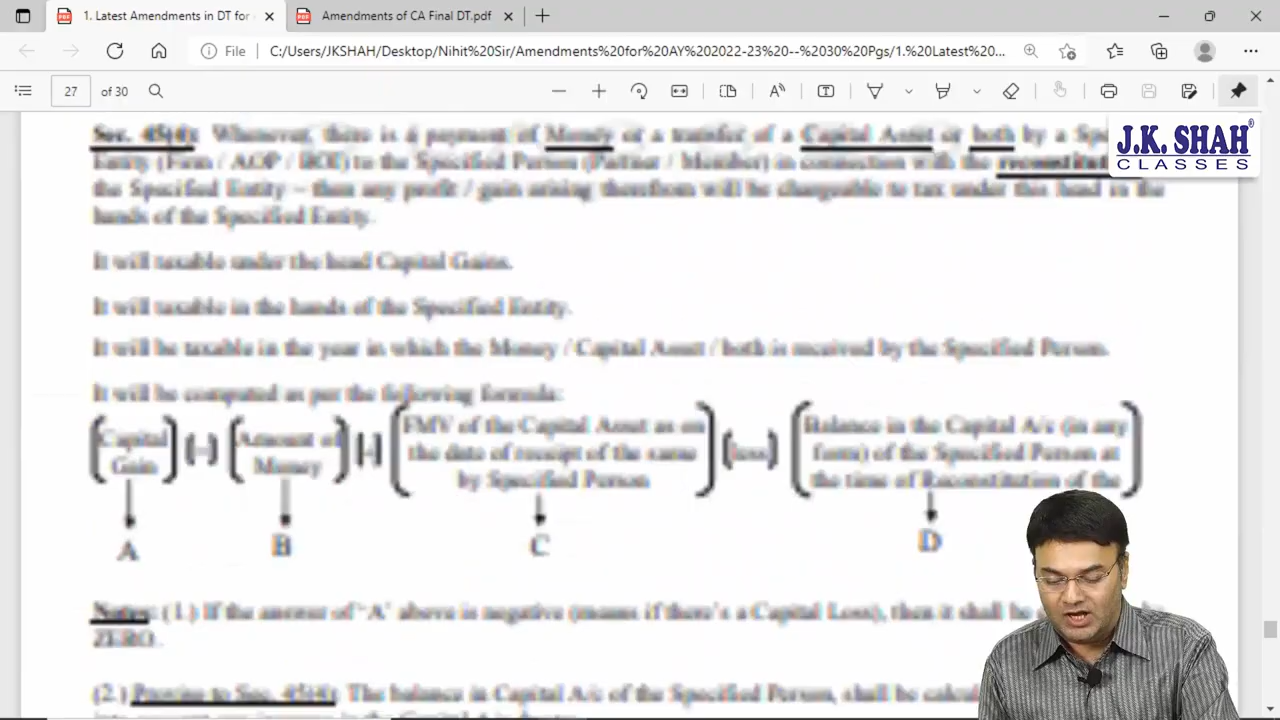 1. Latest Amendments in DT for
Amendments of CA Final DT.pdf
File
C:/Users/JKSHAH/Desktop/Nihit%20Sir/Amendments%20for%20AY%202022-23%20--%2030%20Pgs/1.%20Latest%20...
27
of 30
J.K. SHAH®
CLASSES
Sec. 45(4): Whenever, there is a payment of Money or a transfer of a Capital Asset or both by a
Entity (Firm / AOP / BOI) to the Specified Person (Partner / Member) in connection with the
the Specified Entity – then any profit / gain arising therefrom will be chargeable to tax under this head in the
hands of the Specified Entity.
It will taxable under the head Capital Gains.
It will taxable in the hands of the Specified Entity.
It will be taxable in the year in which the Money / Capital Asset / both is received by the Specified Person.
It will be computed as per the following formula:
Capital
Gain
Amount of
Money
FMV of the Capital Asset as on
the date of receipt of the same
by Specified Person
(less)
Balance in the Capital A/c (in any
form) of the Specified Person at
the time of Reconstitution of the
A
B
C
D
Notes: (1.) If the answer of 'A' above is negative (means if there's a Capital Loss), then it shall be
ZERO.
(2.) Proviso to Sec. 45(4): The balance in Capital A/c of the Specified Person, shall be